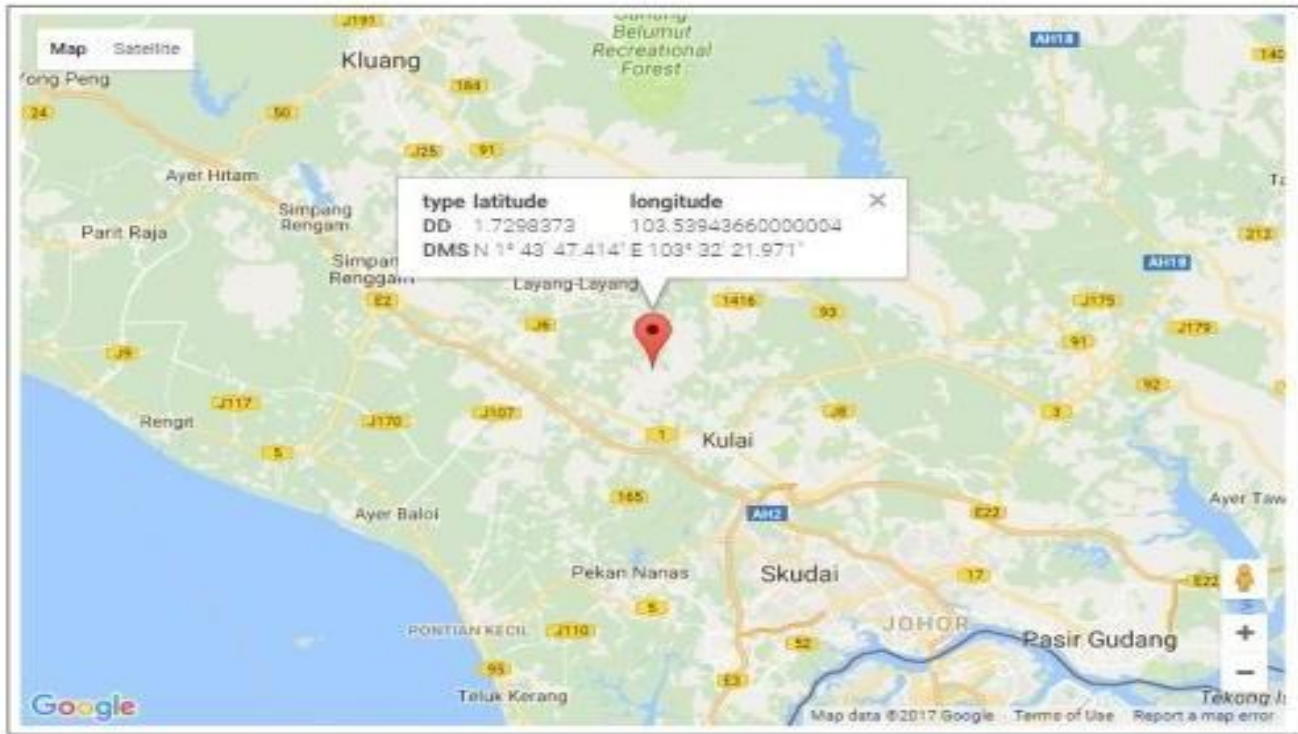 J191
Gunung
Belumut
Recreational
Forest
AH18
Map Satellite
Kluang
140
Yong Peng
184
24
50
J25
91
Ayer Hitam
type latitude longitude
DD 1.7298373 103.53943660000004
DMS N 1° 43' 47.414" E 103° 32' 21.971"
Simpang
Rengam
Parit Raja
212
Simpang
Renggam
AH18
Layang-Layang
E2
1416
J175
93
J6
J179
91
J9
92
J117
J170
J107
J8
3
Rengit
1
Kulai
5
165
Ayer Baloi
AH2
E22
Ayer Taw
Pekan Nanas
Skudai
17
E22
5
JOHOR
PONTIAN KECIL
J110
52
Pasir Gudang
+
95
E3
−
Teluk Kerang
Tekong Is
Google
Map data ©2017 Google Terms of Use Report a map error